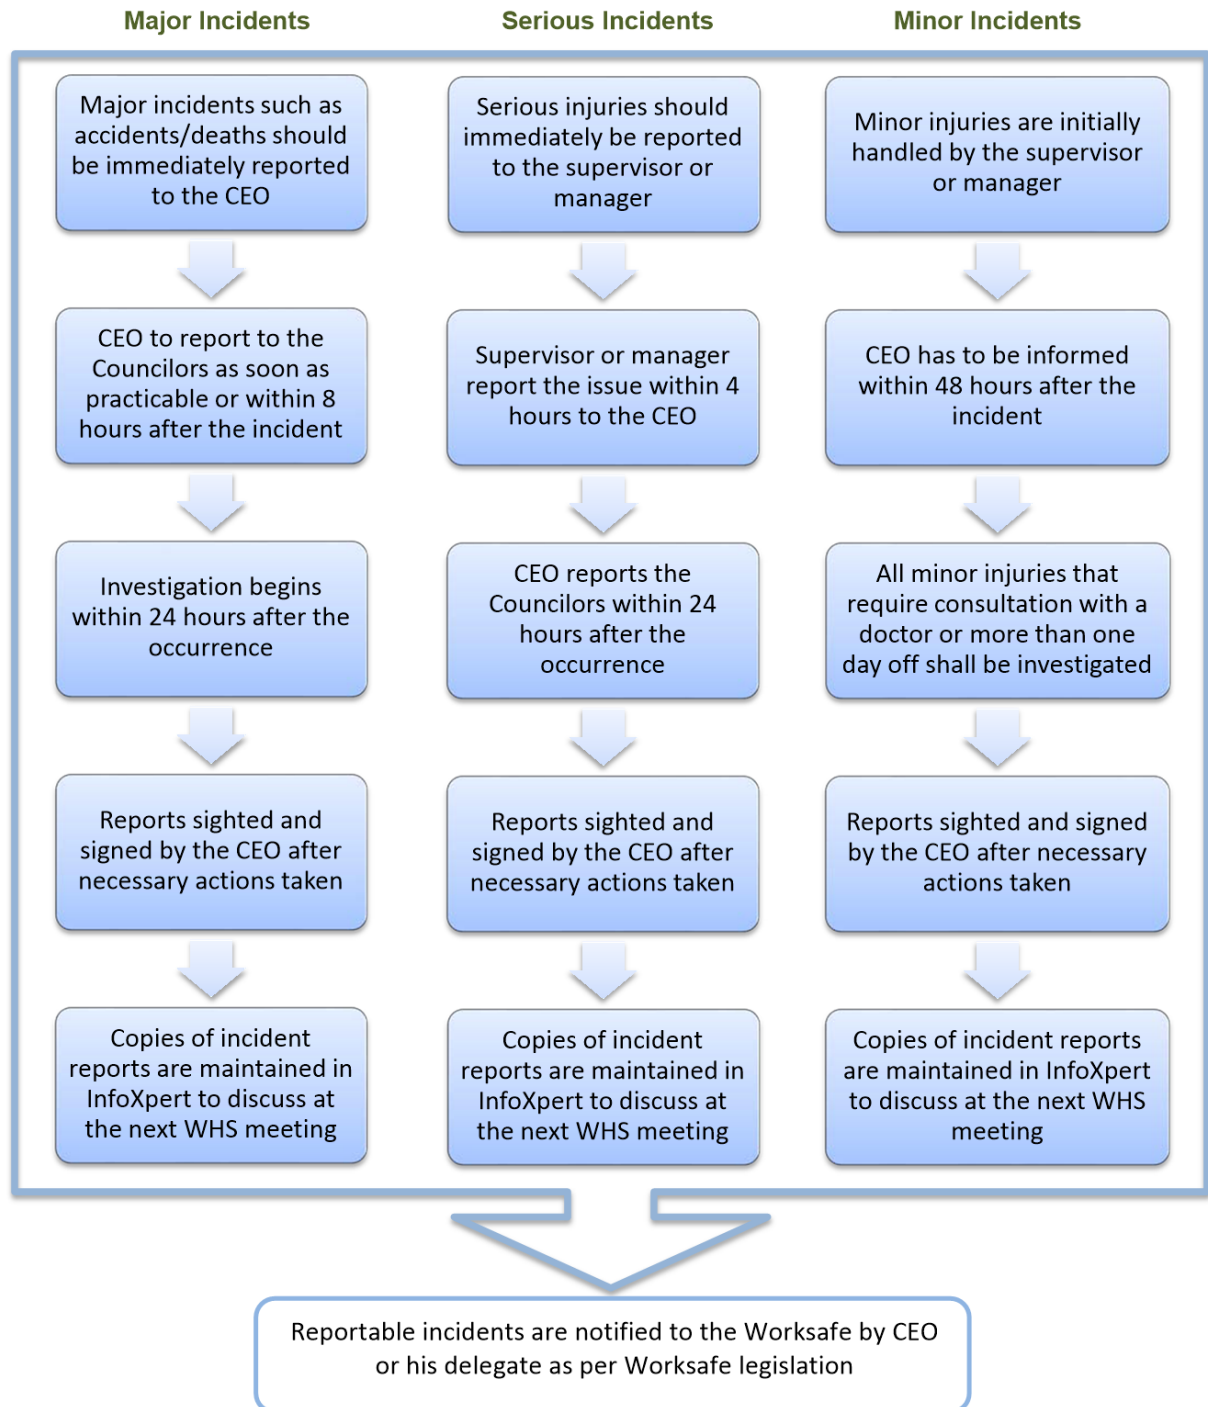 Major Incidents
Serious Incidents
Minor Incidents
Major incidents such as
accidents/deaths should
be immediately reported
to the CEO
CEO to report to the
Councilors as soon as
practicable or within 8
hours after the incident
Investigation begins
within 24 hours after the
occurrence
Reports sighted and
signed by the CEO after
necessary actions taken
Copies of incident
reports are maintained in
InfoXpert to discuss at
the next WHS meeting
Serious injuries should
immediately be reported
to the supervisor or
manager
Supervisor or manager
report the issue within 4
hours to the CEO
CEO reports the
Councilors within 24
hours after the
occurrence
Reports sighted and
signed by the CEO after
necessary actions taken
Copies of incident
reports are maintained in
InfoXpert to discuss at
the next WHS meeting
Minor injuries are initially
handled by the supervisor
or manager
CEO has to be informed
within 48 hours after the
incident
All minor injuries that
require consultation with a
doctor or more than one
day off shall be investigated
Reports sighted and signed
by the CEO after necessary
actions taken
Copies of incident reports
are maintained in InfoXpert
to discuss at the next WHS
meeting
Reportable incidents are notified to the Worksafe by CEO
or his delegate as per Worksafe legislation